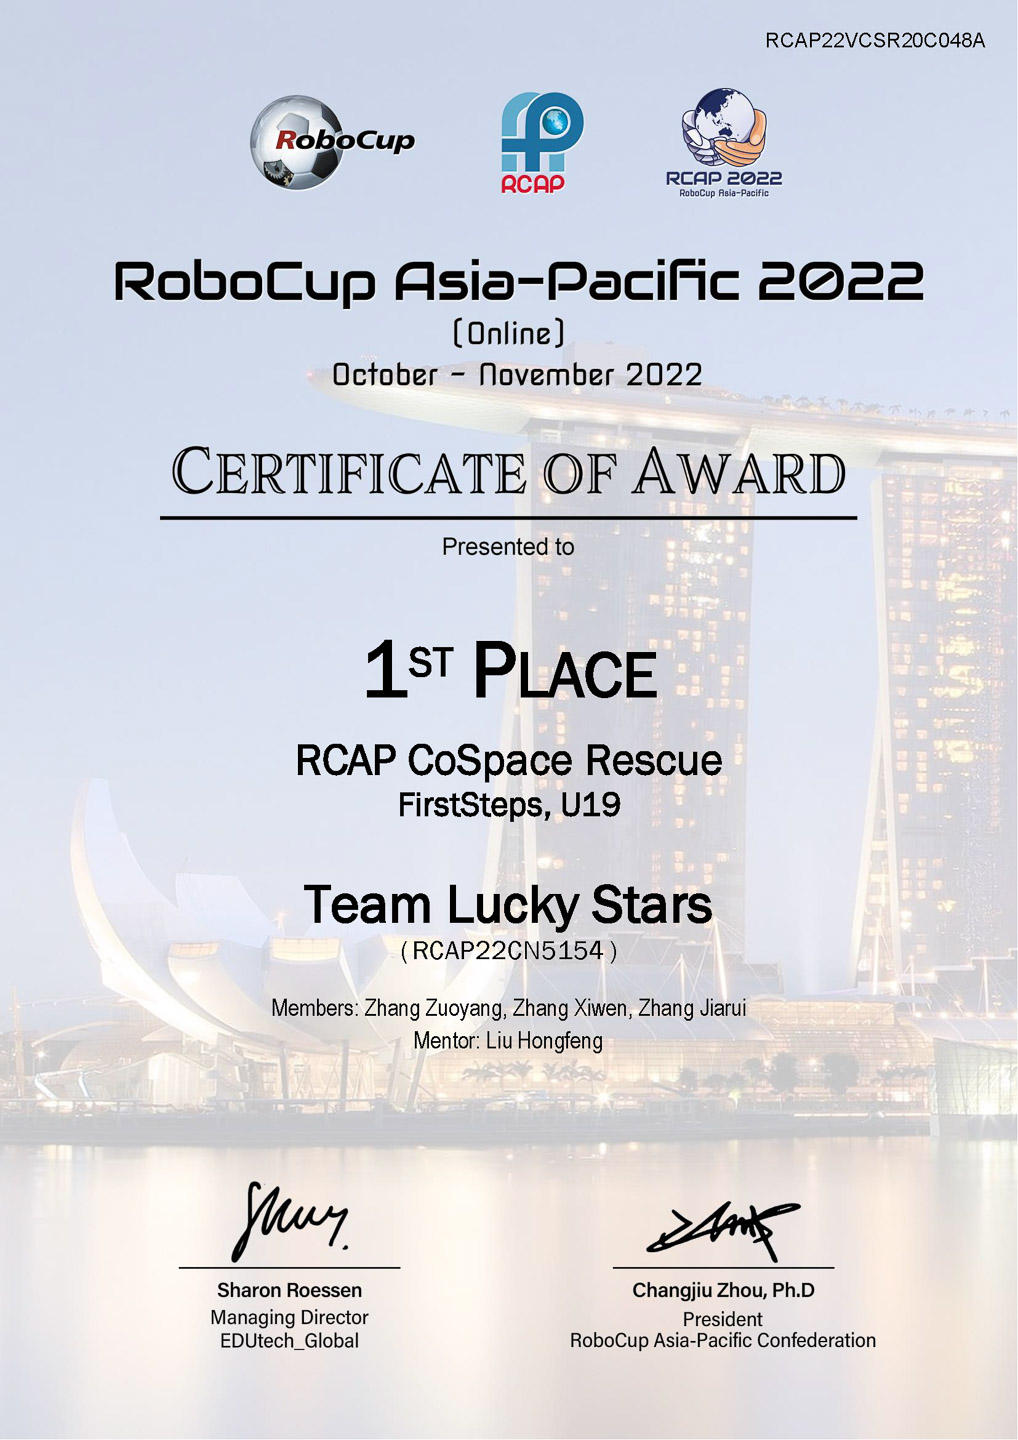 RCAP22VCSR20C048A
RoboCup
RCAP
RCAP 2022
RoboCup Asia-Pacific
RoboCup Asia-Pacific 2022
(Online)
October - November 2022
CERTIFICATE OF AWARD
Presented to
1ST PLACE
RCAP CoSpace Rescue
FirstSteps, U19
Team Lucky Stars
( RCAP22CN5154 )
Members: Zhang Zuoyang, Zhang Xiwen, Zhang Jiarui
Mentor: Liu Hongfeng
Sharon Roessen
Managing Director
EDUtech_Global
Changjiu Zhou, Ph.D
President
RoboCup Asia-Pacific Confederation